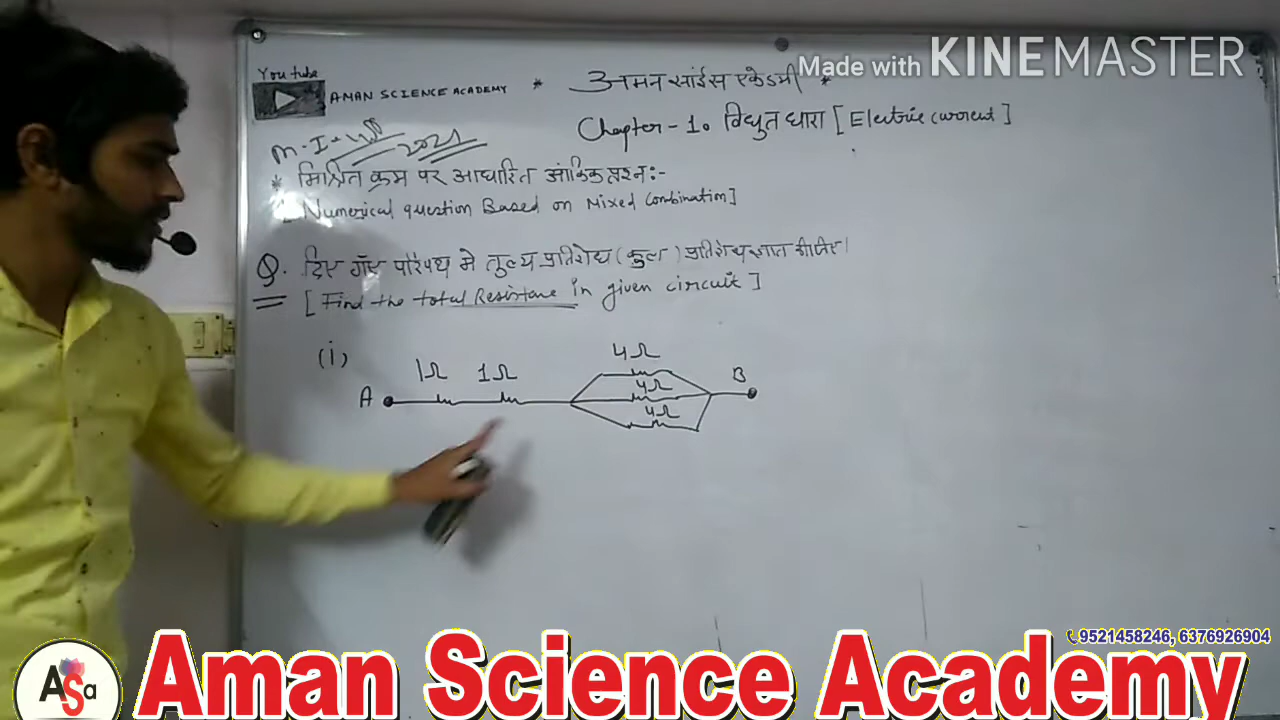 Made with KINEMASTER
You tube
AMAN SCIENCE ACADEMY * अमन साइंस एकेडमी *
Chapter - 1. विद्युत धारा [Electric current]
2021
* मिश्रित क्रम पर आधारित आंकिक प्रश्न:-
[Numerical question Based on Mixed Combination]
Q. दिए गए परिपथ मे तुल्य प्रतिरोध (कुल) प्रतिरोध ज्ञात कीजिए।
[Find the total Resistane in given circuit]
(i)
4Ω
1Ω 1Ω
4Ω
A
B
4Ω
9521458246, 6376926904
ASa
Aman Science Academy